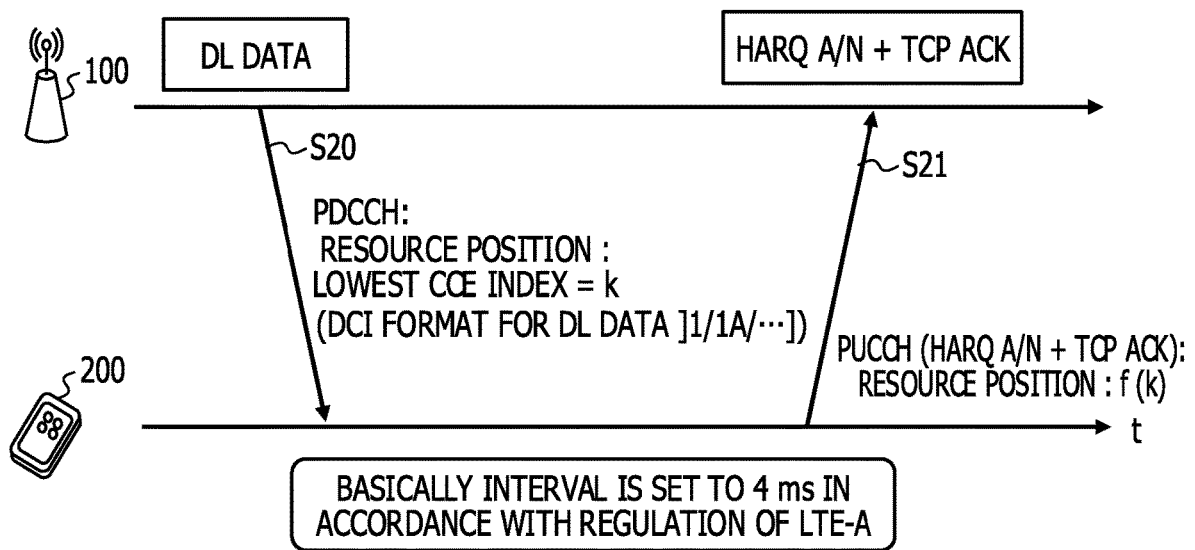 DL DATA
HARQ A/N + TCP ACK
100
S20
S21
PDCCH:
RESOURCE POSITION :
LOWEST CCE INDEX = k
(DCI FORMAT FOR DL DATA ]1/1A/⋯])
PUCCH (HARQ A/N + TCP ACK):
RESOURCE POSITION : f (k)
200
t
BASICALLY INTERVAL IS SET TO 4 ms IN
ACCORDANCE WITH REGULATION OF LTE-A